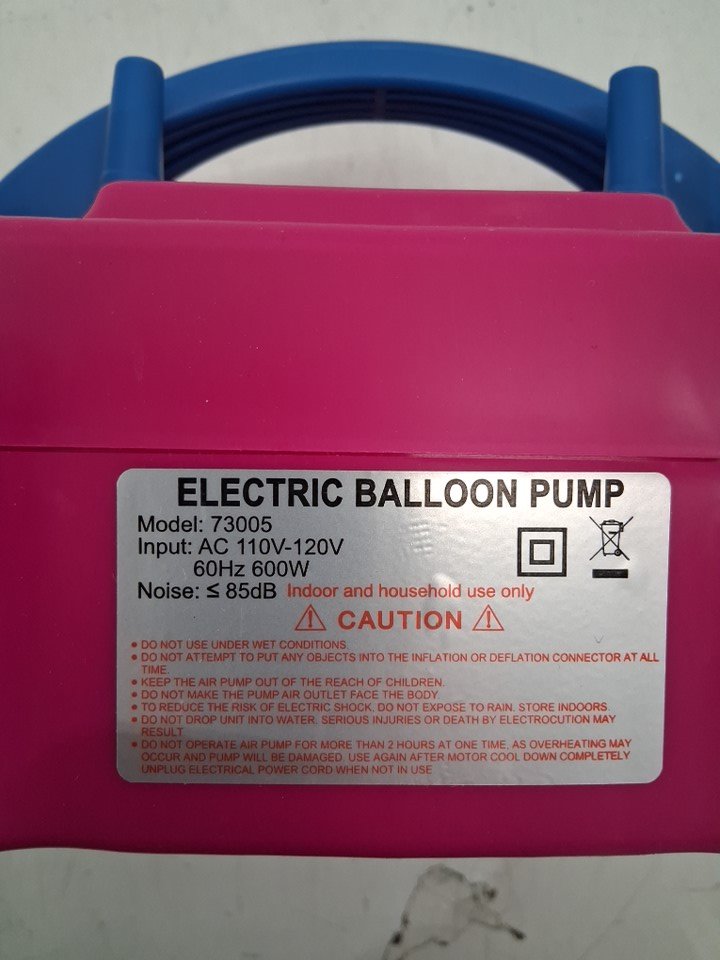 ELECTRIC BALLOON PUMP
Model: 73005
Input: AC 110V-120V
60Hz 600W
Noise: ≤ 85dB Indoor and household use only
CAUTION
• DO NOT USE UNDER WET CONDITIONS.
• DO NOT ATTEMPT TO PUT ANY OBJECTS INTO THE INFLATION OR DEFLATION CONNECTOR AT ALL
TIME.
• KEEP THE AIR PUMP OUT OF THE REACH OF CHILDREN.
• DO NOT MAKE THE PUMP AIR OUTLET FACE THE BODY.
• TO REDUCE THE RISK OF ELECTRIC SHOCK, DO NOT EXPOSE TO RAIN. STORE INDOORS.
• DO NOT DROP UNIT INTO WATER. SERIOUS INJURIES OR DEATH BY ELECTROCUTION MAY
RESULT.
• DO NOT OPERATE AIR PUMP FOR MORE THAN 2 HOURS AT ONE TIME, AS OVERHEATING MAY
OCCUR AND PUMP WILL BE DAMAGED. USE AGAIN AFTER MOTOR COOL DOWN COMPLETELY
UNPLUG ELECTRICAL POWER CORD WHEN NOT IN USE